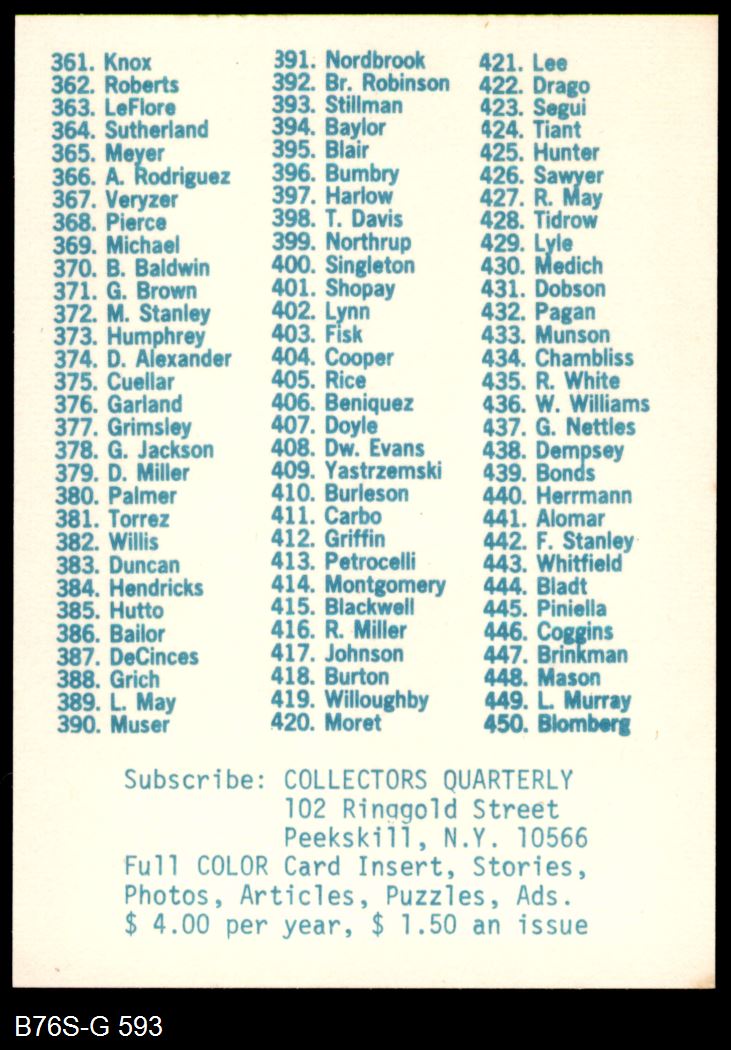 361. Knox
362. Roberts
363. LeFlore
364. Sutherland
365. Meyer
366. A. Rodriguez
367. Veryzer
368. Pierce
369. Michael
370. B. Baldwin
371. G. Brown
372. M. Stanley
373. Humphrey
374. D. Alexander
375. Cuellar
376. Garland
377. Grimsley
378. G. Jackson
379. D. Miller
380. Palmer
381. Torrez
382. Willis
383. Duncan
384. Hendricks
385. Hutto
386. Bailor
387. DeCinces
388. Grich
389. L. May
390. Muser
391. Nordbrook
392. Br. Robinson
393. Stillman
394. Baylor
395. Blair
396. Bumbry
397. Harlow
398. T. Davis
399. Northrup
400. Singleton
401. Shopay
402. Lynn
403. Fisk
404. Cooper
405. Rice
406. Beniquez
407. Doyle
408. Dw. Evans
409. Yastrzemski
410. Burleson
411. Carbo
412. Griffin
413. Petrocelli
414. Montgomery
415. Blackwell
416. R. Miller
417. Johnson
418. Burton
419. Willoughby
420. Moret
421. Lee
422. Drago
423. Segui
424. Tiant
425. Hunter
426. Sawyer
427. R. May
428. Tidrow
429. Lyle
430. Medich
431. Dobson
432. Pagan
433. Munson
434. Chambliss
435. R. White
436. W. Williams
437. G. Nettles
438. Dempsey
439. Bonds
440. Herrmann
441. Alomar
442. F. Stanley
443. Whitfield
444. Bladt
445. Piniella
446. Coggins
447. Brinkman
448. Mason
449. L. Murray
450. Blomberg
Subscribe: COLLECTORS QUARTERLY
102 Ringgold Street
Peekskill, N.Y. 10566
Full COLOR Card Insert, Stories,
Photos, Articles, Puzzles, Ads.
$ 4.00 per year, $ 1.50 an issue
B76S-G 593